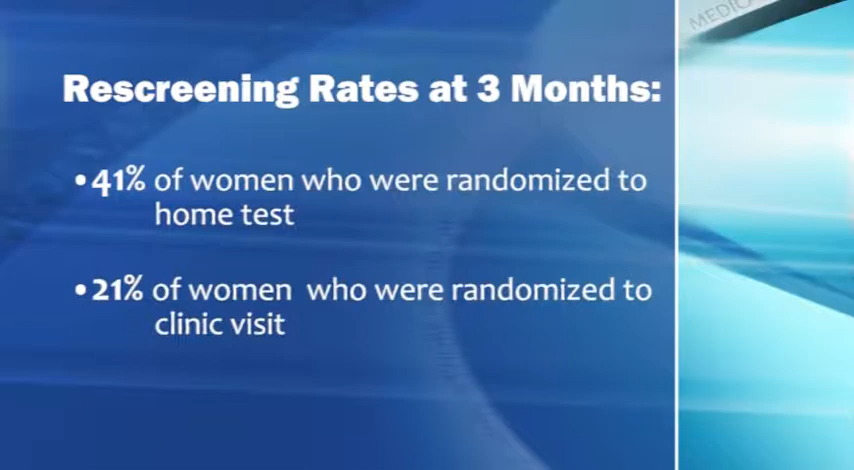 MEDIC
Rescreening Rates at 3 Months:
•41% of women who were randomized to
home test
•21% of women who were randomized to
clinic visit